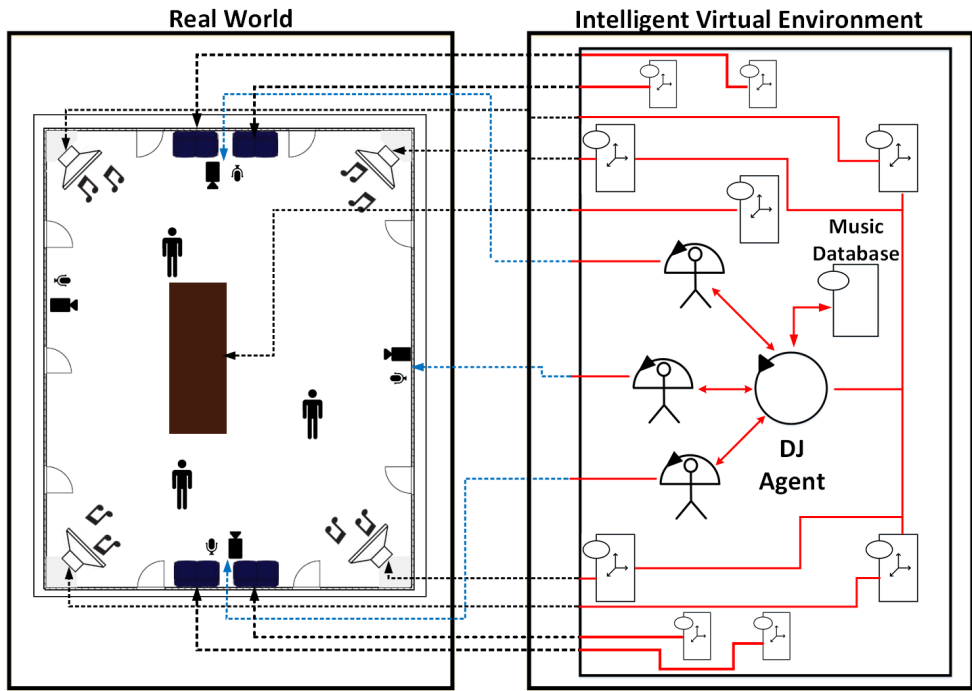 Real World
Intelligent Virtual Environment
Music
Database
DJ
Agent